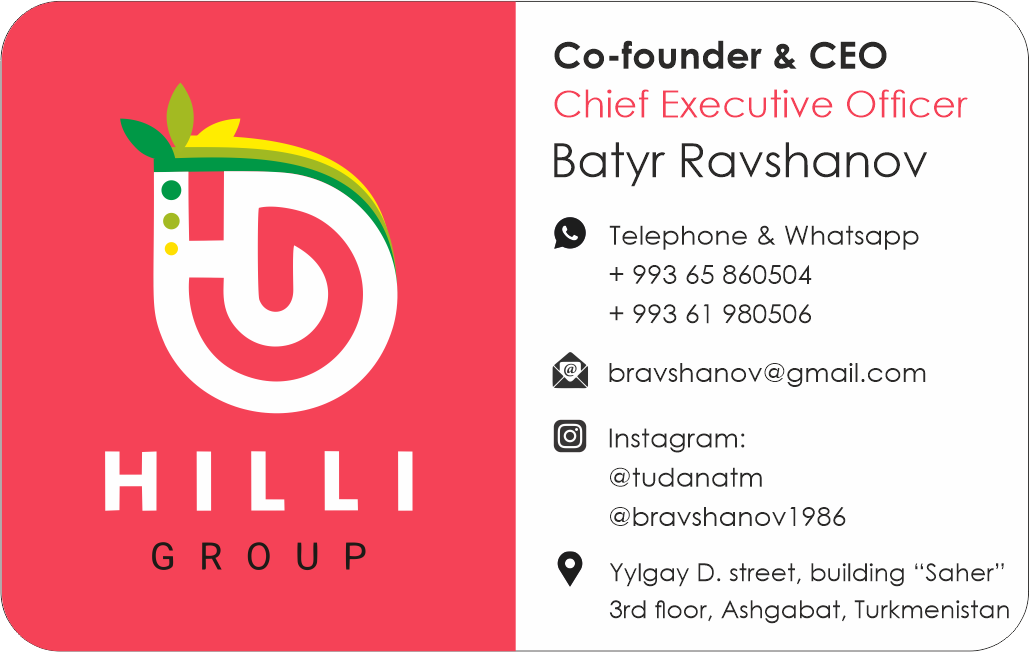 HILLI
GROUP
Co-founder & CEO
Chief Executive Officer
Batyr Ravshanov
Telephone & Whatsapp
+ 993 65 860504
+ 993 61 980506
@
bravshanov@gmail.com
Instagram:
@tudanatm
@bravshanov1986
Yylgay D. street, building “Saher”
3rd floor, Ashgabat, Turkmenistan